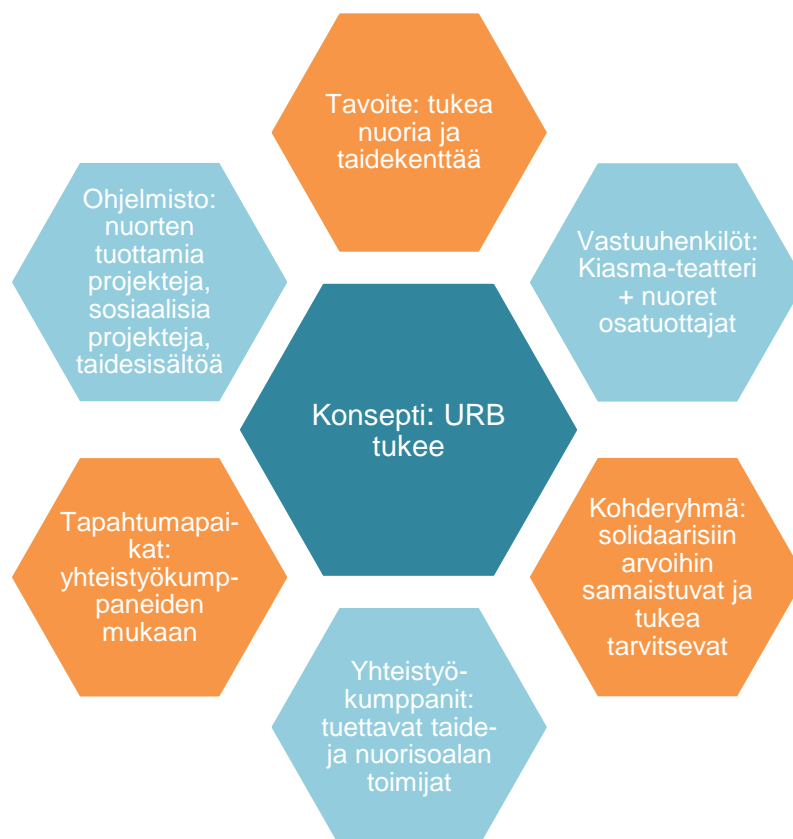 Tavoite: tukea
nuoria ja
taidekenttää
Ohjelmisto:
nuorten
tuottamia
projekteja,
sosiaalisia
projekteja,
taidesisältöä
Vastuuhenkilöt:
Kiasma-teatteri
+ nuoret
osatuottajat
Konsepti: URB
tukee
Tapahtumapai-
kat:
yhteistyökump-
paneiden
mukaan
Kohderyhmä:
solidaarisiin
arvoihin
samaistuvat ja
tukea
tarvitsevat
Yhteistyö-
kumppanit:
tuettavat taide-
ja nuorisoalan
toimijat